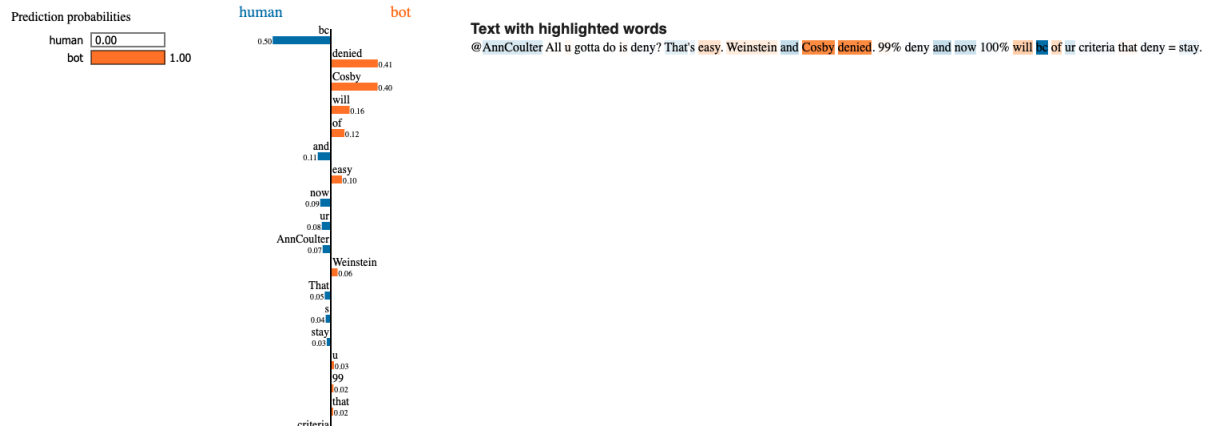 Prediction probabilities
human 0.00
bot 1.00
human bot
bc
0.50
denied
0.41
Cosby
0.40
will
0.16
of
0.12
and
0.11
easy
0.10
now
0.09
ur
0.08
AnnCoulter
0.07
Weinstein
0.06
That
0.05
s
0.04
stay
0.03
u
0.03
99
0.02
that
0.02
criteria
Text with highlighted words
@AnnCoulter All u gotta do is deny? That's easy. Weinstein and Cosby denied. 99% deny and now 100% will bc of ur criteria that deny = stay.